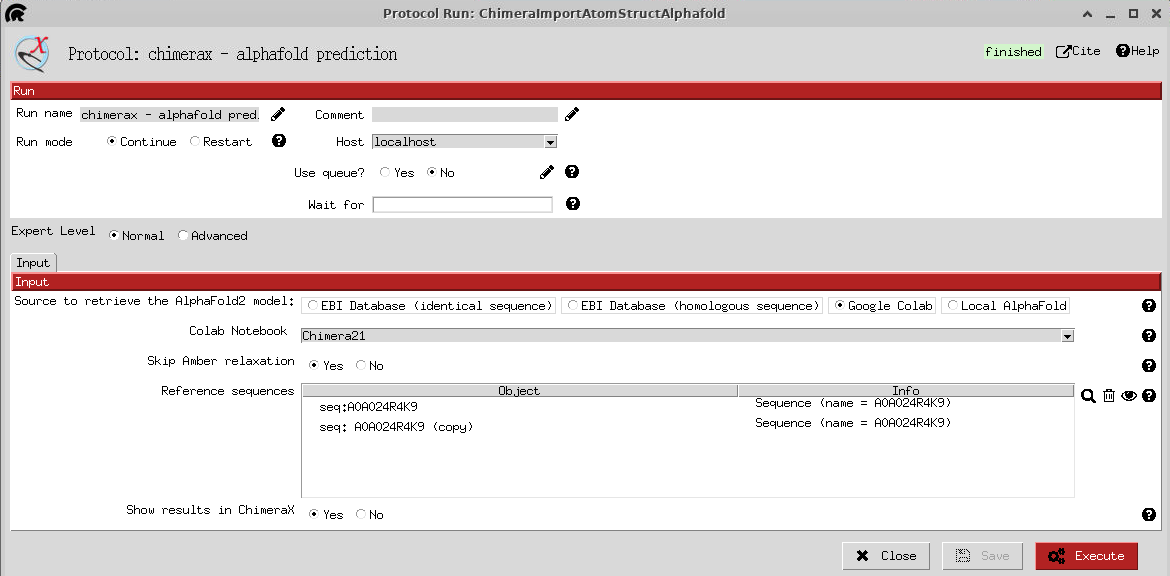 Protocol Run: ChimeraImportAtomStructAlphafold
Protocol: chimerax - alphafold prediction
finished Cite Help
Run
Run name chimerax - alphafold pred. Comment
Run mode Continue Restart Host localhost
Use queue? Yes No
Wait for
Expert Level Normal Advanced
Input
Input
Source to retrieve the AlphaFold2 model: EBI Database (identical sequence) EBI Database (homologous sequence) Google Colab Local AlphaFold
Colab Notebook Chimera21
Skip Amber relaxation Yes No
Reference sequences Object Info
seq:A0A024R4K9 Sequence (name = A0A024R4K9)
seq: A0A024R4K9 (copy) Sequence (name = A0A024R4K9)
Show results in ChimeraX Yes No
Close Save Execute